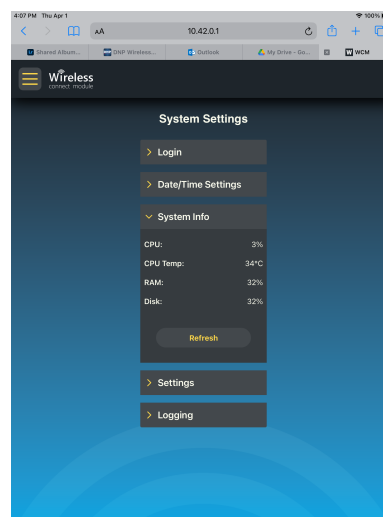 4:07 PM Thu Apr 1
100%
AA
10.42.0.1
Shared Album...
DNP Wireless...
Outlook
My Drive - Go...
WCM
Wireless
connect module
System Settings
Login
Date/Time Settings
System Info
CPU: 3%
CPU Temp: 34°C
RAM: 32%
Disk: 32%
Refresh
Settings
Logging